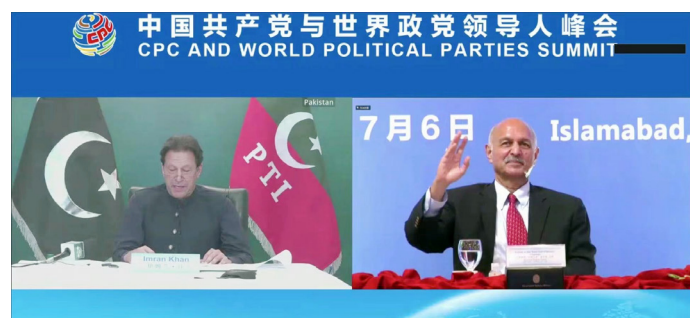 CPC
中国共产党与世界政党领导人峰会
CPC AND WORLD POLITICAL PARTIES SUMMIT
Pakistan
PTI
Imran Khan
7月6日
Islamabad,